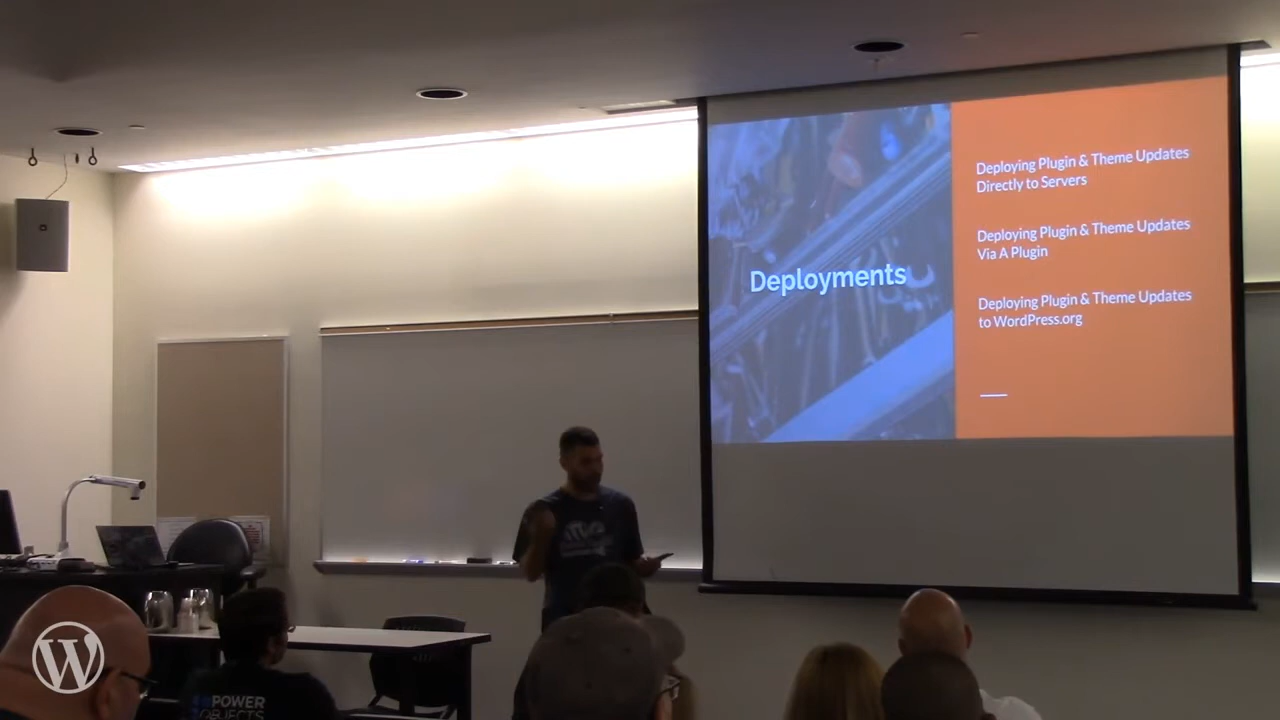 Deployments
Deploying Plugin & Theme Updates
Directly to Servers
Deploying Plugin & Theme Updates
Via A Plugin
Deploying Plugin & Theme Updates
to WordPress.org
POWER
OBJECTS